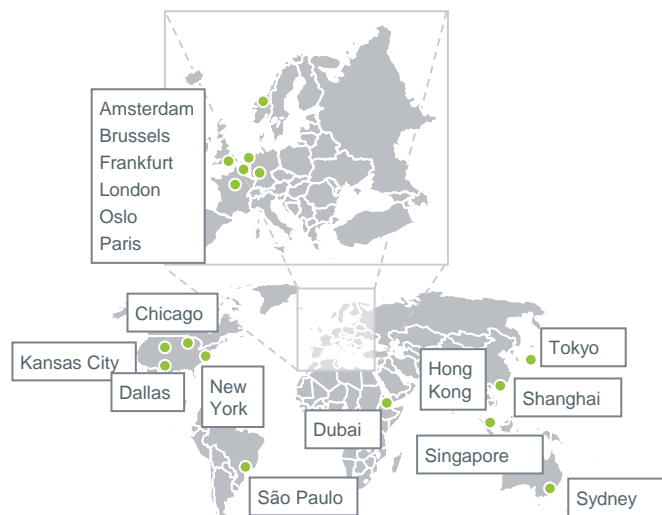 Amsterdam
Brussels
Frankfurt
London
Oslo
Paris
Chicago
Kansas City
Dallas
New
York
Dubai
São Paulo
Hong
Kong
Tokyo
Shanghai
Singapore
Sydney